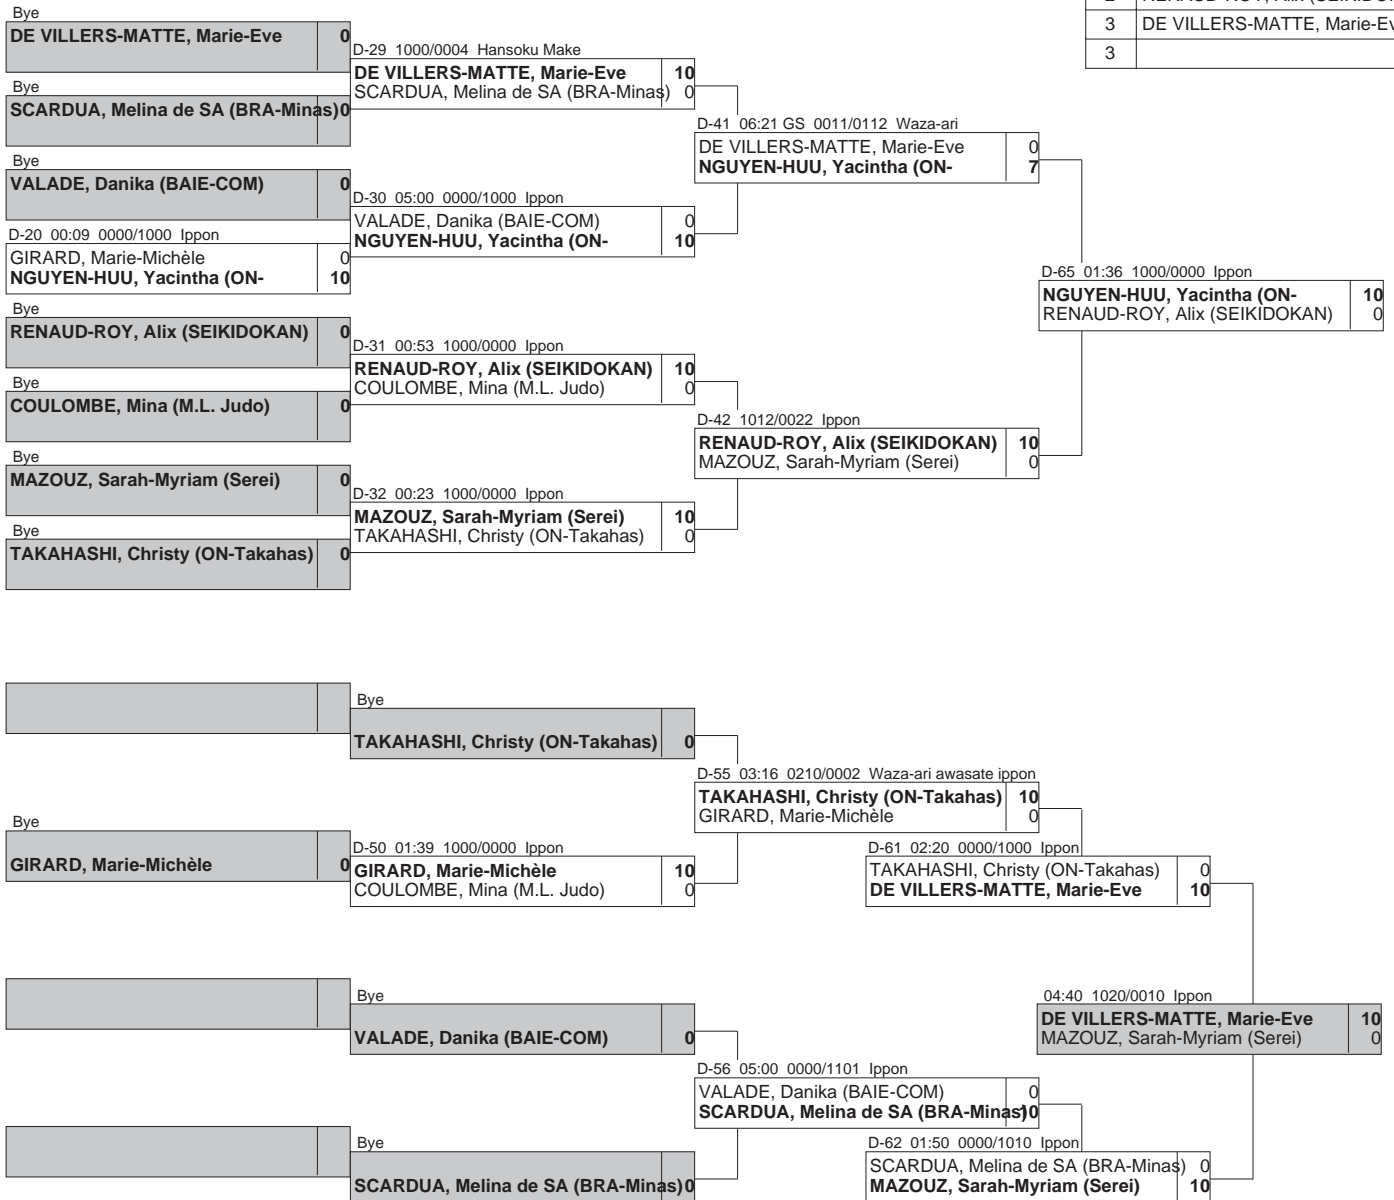 3 DE VILLERS-MATTE, Marie-Ev
3
Bye
DE VILLERS-MATTE, Marie-Eve 0
D-29 1000/0004 Hansoku Make
DE VILLERS-MATTE, Marie-Eve 10
SCARDUA, Melina de SA (BRA-Minas) 0
Bye
SCARDUA, Melina de SA (BRA-Minas)0
D-41 06:21 GS 0011/0112 Waza-ari
DE VILLERS-MATTE, Marie-Eve 0
NGUYEN-HUU, Yacintha (ON- 7
Bye
VALADE, Danika (BAIE-COM) 0
D-30 05:00 0000/1000 Ippon
VALADE, Danika (BAIE-COM) 0
NGUYEN-HUU, Yacintha (ON- 10
D-20 00:09 0000/1000 Ippon
GIRARD, Marie-Michèle 0
NGUYEN-HUU, Yacintha (ON- 10
D-65 01:36 1000/0000 Ippon
NGUYEN-HUU, Yacintha (ON- 10
RENAUD-ROY, Alix (SEIKIDOKAN) 0
Bye
RENAUD-ROY, Alix (SEIKIDOKAN) 0
D-31 00:53 1000/0000 Ippon
RENAUD-ROY, Alix (SEIKIDOKAN) 10
COULOMBE, Mina (M.L. Judo) 0
Bye
COULOMBE, Mina (M.L. Judo) 0
D-42 1012/0022 Ippon
RENAUD-ROY, Alix (SEIKIDOKAN) 10
MAZOUZ, Sarah-Myriam (Serei) 0
Bye
MAZOUZ, Sarah-Myriam (Serei) 0
D-32 00:23 1000/0000 Ippon
MAZOUZ, Sarah-Myriam (Serei) 10
TAKAHASHI, Christy (ON-Takahas) 0
Bye
TAKAHASHI, Christy (ON-Takahas) 0
Bye
TAKAHASHI, Christy (ON-Takahas) 0
D-55 03:16 0210/0002 Waza-ari awasate ippon
TAKAHASHI, Christy (ON-Takahas) 10
GIRARD, Marie-Michèle 0
Bye
GIRARD, Marie-Michèle 0
D-50 01:39 1000/0000 Ippon
GIRARD, Marie-Michèle 10
COULOMBE, Mina (M.L. Judo) 0
D-61 02:20 0000/1000 Ippon
TAKAHASHI, Christy (ON-Takahas) 0
DE VILLERS-MATTE, Marie-Eve 10
Bye
VALADE, Danika (BAIE-COM) 0
04:40 1020/0010 Ippon
DE VILLERS-MATTE, Marie-Eve 10
MAZOUZ, Sarah-Myriam (Serei) 0
D-56 05:00 0000/1101 Ippon
VALADE, Danika (BAIE-COM) 0
SCARDUA, Melina de SA (BRA-Minas)10
Bye
SCARDUA, Melina de SA (BRA-Minas)0
D-62 01:50 0000/1010 Ippon
SCARDUA, Melina de SA (BRA-Minas) 0
MAZOUZ, Sarah-Myriam (Serei) 10